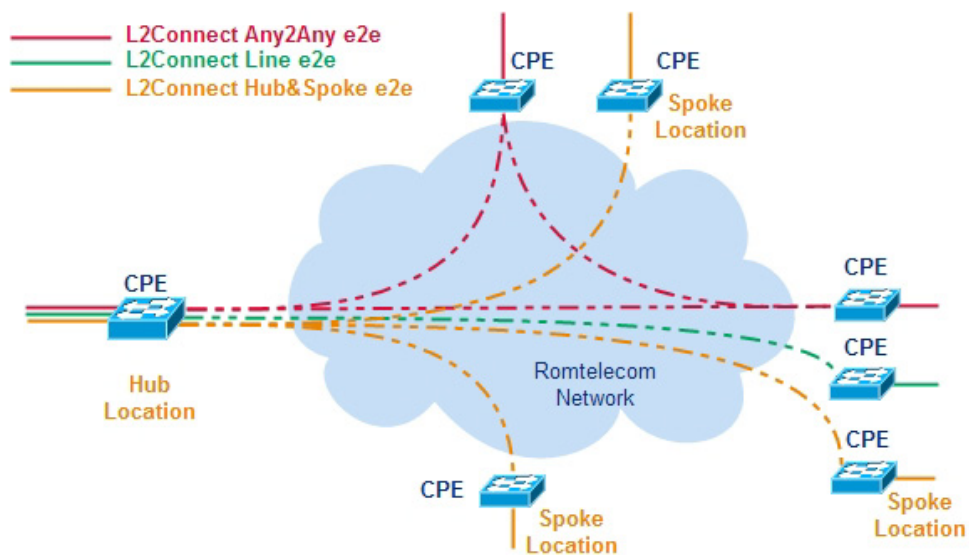 L2Connect Any2Any e2e
L2Connect Line e2e
L2Connect Hub&Spoke e2e
CPE
CPE
Spoke
Location
CPE
Hub
Location
CPE
CPE
Romtelecom
Network
CPE
Spoke
Location
CPE
Spoke
Location